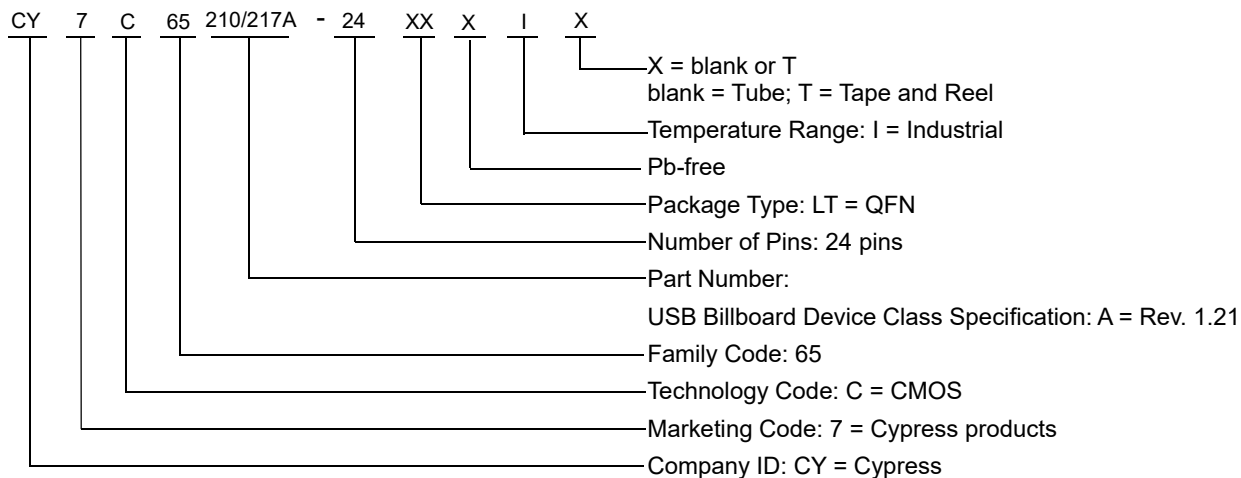 CY 7 C 65 210/217A - 24 XX X I X
X = blank or T
blank = Tube; T = Tape and Reel
Temperature Range: I = Industrial
Pb-free
Package Type: LT = QFN
Number of Pins: 24 pins
Part Number:
USB Billboard Device Class Specification: A = Rev. 1.21
Family Code: 65
Technology Code: C = CMOS
Marketing Code: 7 = Cypress products
Company ID: CY = Cypress